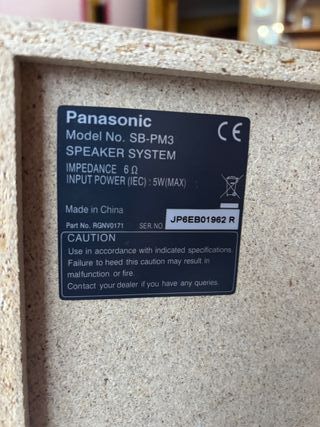 Panasonic
Model No. SB-PM3
SPEAKER SYSTEM
IMPEDANCE 6 Ω
INPUT POWER (IEC) : 5W(MAX)
CE
Made in China
Part No. RGNV0171 SER.NO JP6EB01962 R
CAUTION
Use in accordance with indicated specifications.
Failure to heed this caution may result in
malfunction or fire.
Contact your dealer if you have any queries.